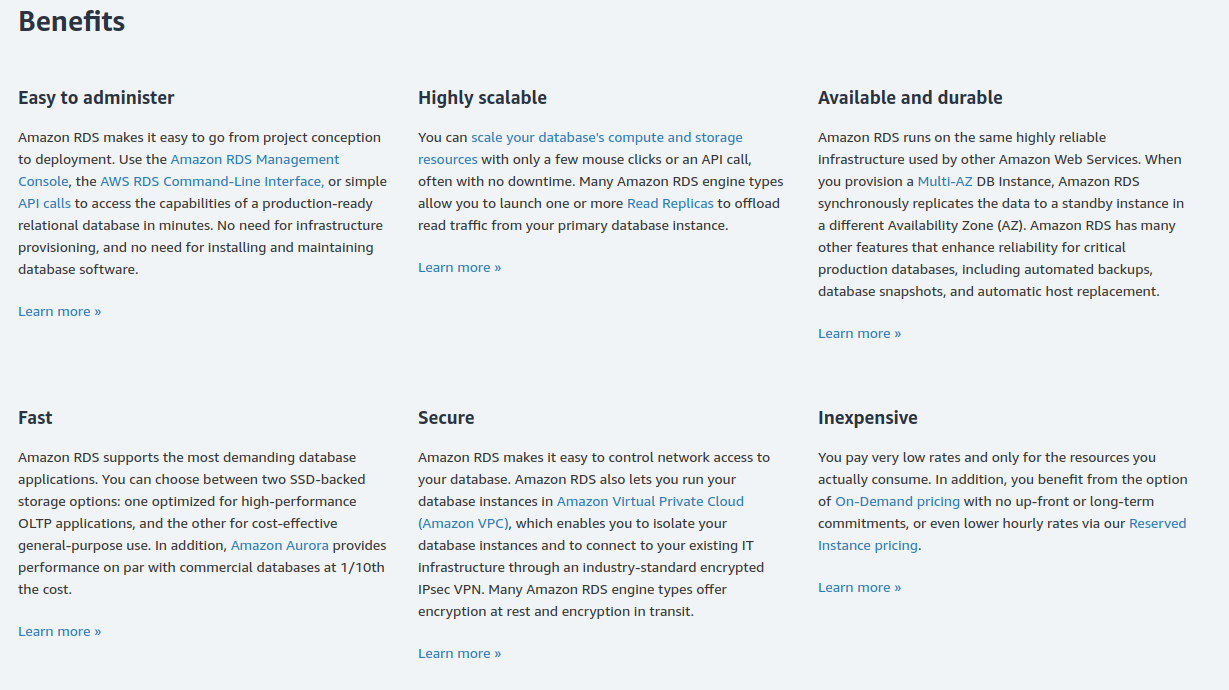 Benefits
Easy to administer
Amazon RDS makes it easy to go from project conception
to deployment. Use the Amazon RDS Management
Console, the AWS RDS Command-Line Interface, or simple
API calls to access the capabilities of a production-ready
relational database in minutes. No need for infrastructure
provisioning, and no need for installing and maintaining
database software.
Learn more »
Highly scalable
You can scale your database's compute and storage
resources with only a few mouse clicks or an API call,
often with no downtime. Many Amazon RDS engine types
allow you to launch one or more Read Replicas to offload
read traffic from your primary database instance.
Learn more »
Available and durable
Amazon RDS runs on the same highly reliable
infrastructure used by other Amazon Web Services. When
you provision a Multi-AZ DB Instance, Amazon RDS
synchronously replicates the data to a standby instance in
a different Availability Zone (AZ). Amazon RDS has many
other features that enhance reliability for critical
production databases, including automated backups,
database snapshots, and automatic host replacement.
Learn more »
Fast
Amazon RDS supports the most demanding database
applications. You can choose between two SSD-backed
storage options: one optimized for high-performance
OLTP applications, and the other for cost-effective
general-purpose use. In addition, Amazon Aurora provides
performance on par with commercial databases at 1/10th
the cost.
Learn more »
Secure
Amazon RDS makes it easy to control network access to
your database. Amazon RDS also lets you run your
database instances in Amazon Virtual Private Cloud
(Amazon VPC), which enables you to isolate your
database instances and to connect to your existing IT
infrastructure through an industry-standard encrypted
IPsec VPN. Many Amazon RDS engine types offer
encryption at rest and encryption in transit.
Learn more »
Inexpensive
You pay very low rates and only for the resources you
actually consume. In addition, you benefit from the option
of On-Demand pricing with no up-front or long-term
commitments, or even lower hourly rates via our Reserved
Instance pricing.
Learn more »